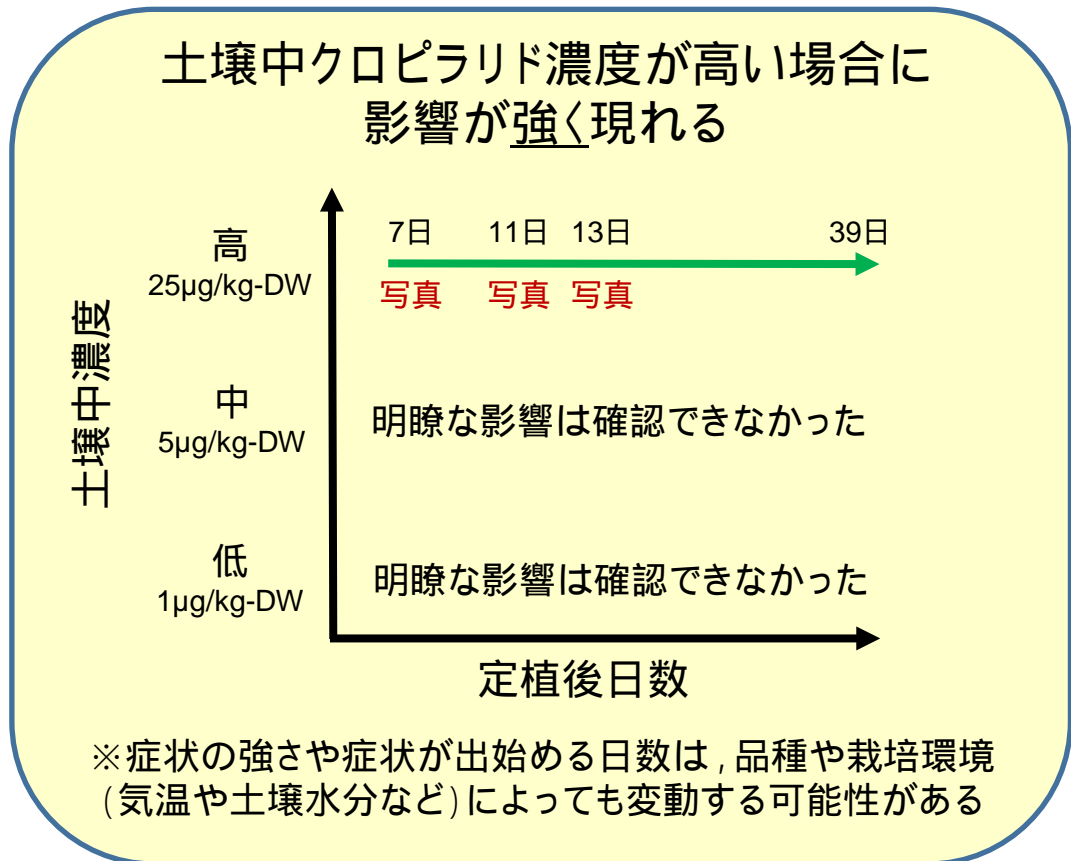 土壌中クロピラリド濃度が高い場合に
影響が強く現れる
7日 11日 13日 39日
高
25µg/kg-DW
写真 写真 写真
土壌中濃度
中
5µg/kg-DW
明瞭な影響は確認できなかった
低
1µg/kg-DW
明瞭な影響は確認できなかった
定植後日数
※症状の強さや症状が出始める日数は,品種や栽培環境
(気温や土壌水分など)によっても変動する可能性がある